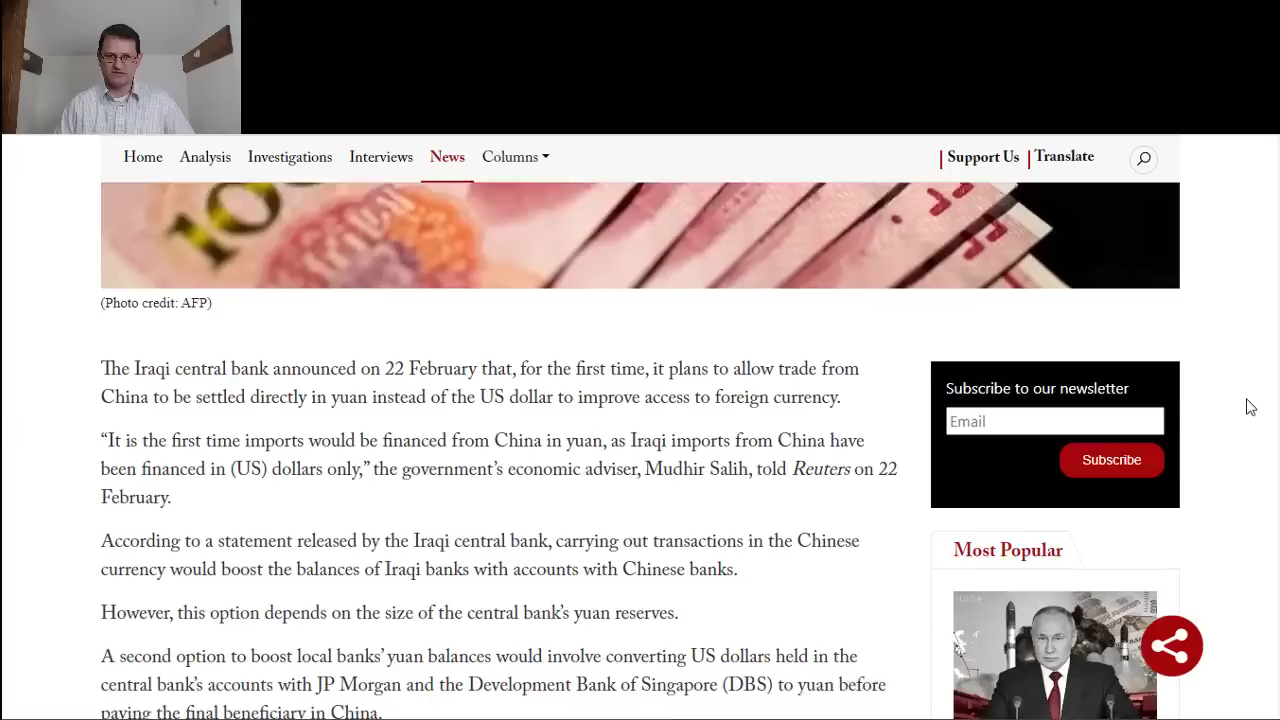 Home Analysis Investigations Interviews News Columns Support Us Translate
100
(Photo credit: AFP)
The Iraqi central bank announced on 22 February that, for the first time, it plans to allow trade from
China to be settled directly in yuan instead of the US dollar to improve access to foreign currency.
“It is the first time imports would be financed from China in yuan, as Iraqi imports from China have
been financed in (US) dollars only,” the government’s economic adviser, Mudhir Salih, told Reuters on 22
February.
According to a statement released by the Iraqi central bank, carrying out transactions in the Chinese
currency would boost the balances of Iraqi banks with accounts with Chinese banks.
However, this option depends on the size of the central bank’s yuan reserves.
A second option to boost local banks’ yuan balances would involve converting US dollars held in the
central bank’s accounts with JP Morgan and the Development Bank of Singapore (DBS) to yuan before
paying the final beneficiary in China.
Subscribe to our newsletter
Email
Subscribe
Most Popular